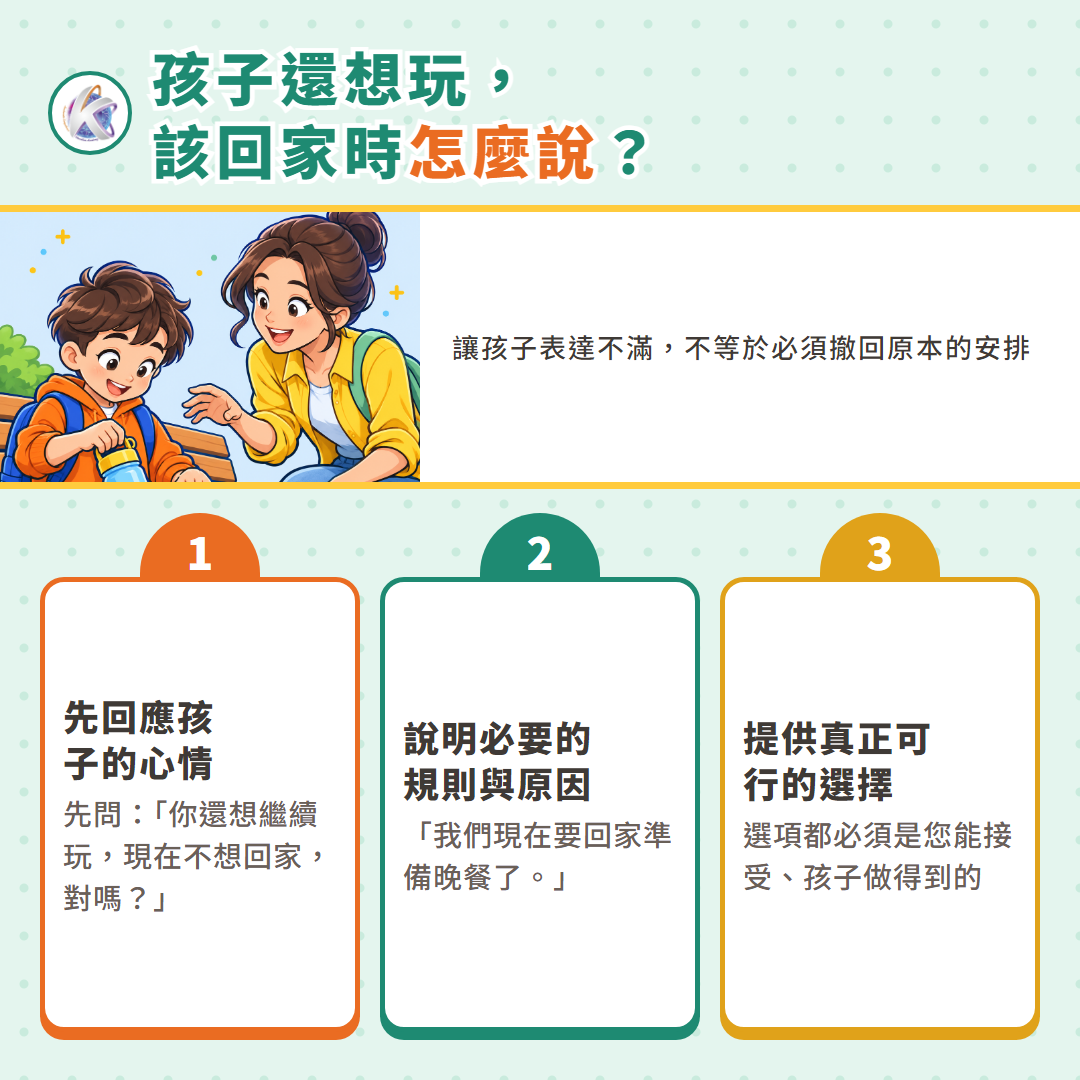 孩子還想玩，
該回家時怎麼說？
讓孩子表達不滿，不等於必須撤回原本的安排
1
先回應孩
子的心情
先問：「你還想繼續
玩，現在不想回家，
對嗎？」
2
說明必要的
規則與原因
「我們現在要回家準
備晚餐了。」
3
提供真正可
行的選擇
選項都必須是您能接
受、孩子做得到的